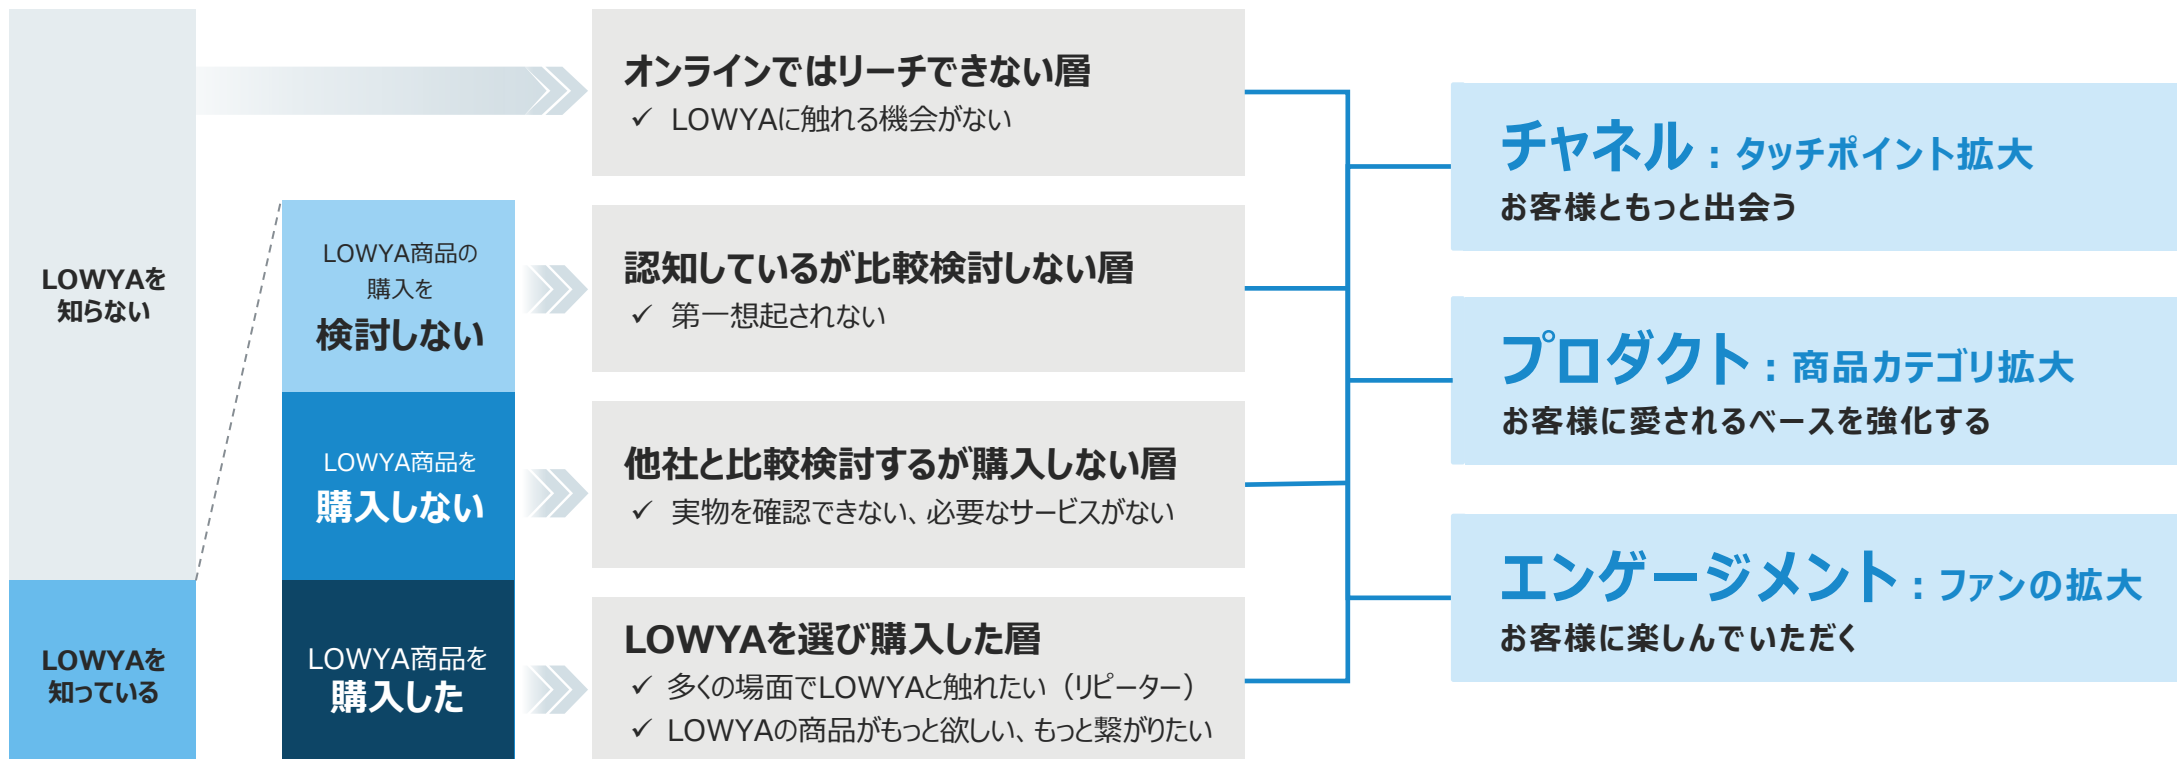 LOWYAを
知らない
LOWYAを
知っている
LOWYA商品の
購入を
検討しない
LOWYA商品を
購入しない
LOWYA商品を
購入した
オンラインではリーチできない層
✓ LOWYAに触れる機会がない
認知しているが比較検討しない層
✓ 第一想起されない
他社と比較検討するが購入しない層
✓ 実物を確認できない、必要なサービスがない
LOWYAを選び購入した層
✓ 多くの場面でLOWYAと触れたい（リピーター）
✓ LOWYAの商品がもっと欲しい、もっと繋がりたい
チャネル：タッチポイント拡大
お客様ともっと出会う
プロダクト：商品カテゴリ拡大
お客様に愛されるベースを強化する
エンゲージメント：ファンの拡大
お客様に楽しんでいただく